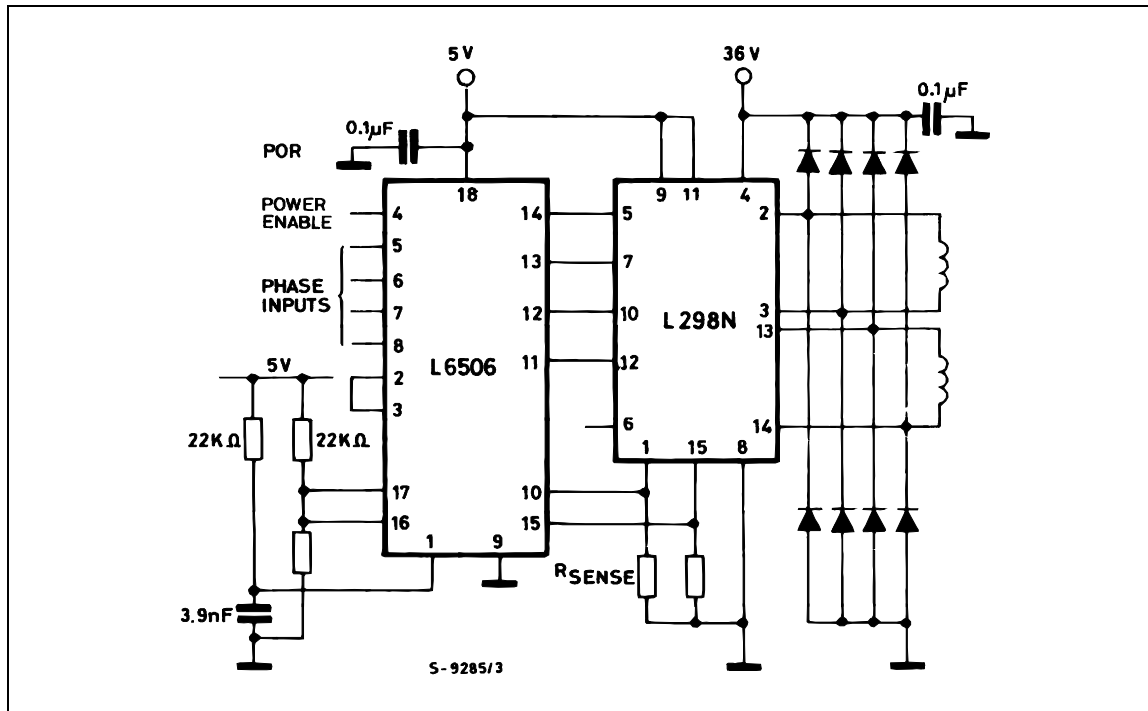 5 V
36 V
0.1µF
0.1µF
POR
18
9
11
4
POWER
ENABLE
4
14
5
2
5
13
7
PHASE
INPUTS
6
12
10
L298N
3
7
13
8
11
12
L6506
5V
2
3
6
14
22KΩ
22KΩ
1
15
8
17
10
16
15
1
9
RSENSE
3.9nF
S-9285/3